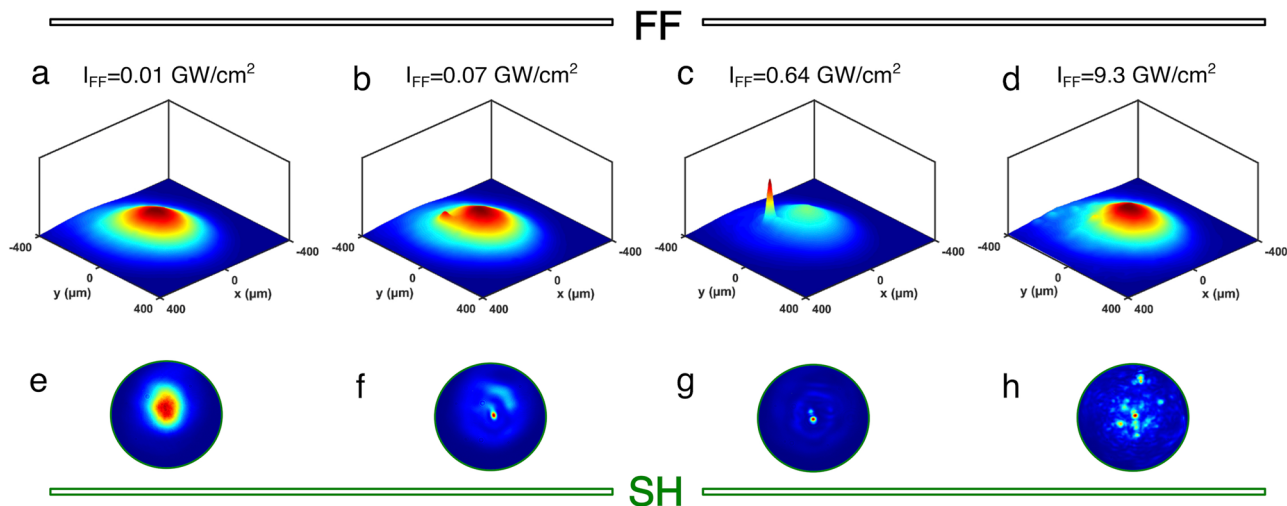 FF
a I_FF=0.01 GW/cm²
b I_FF=0.07 GW/cm²
c I_FF=0.64 GW/cm²
d I_FF=9.3 GW/cm²
-400 -400 -400 -400 -400 -400 -400 -400
0 0 0 0 0 0 0 0
y (μm) x (μm) y (μm) x (μm) y (μm) x (μm) y (μm) x (μm)
400 400 400 400 400 400 400 400
e f g h
SH